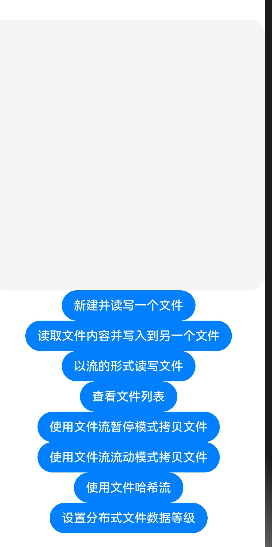 新建并读写一个文件
读取文件内容并写入到另一个文件
以流的形式读写文件
查看文件列表
使用文件流暂停模式拷贝文件
使用文件流流动模式拷贝文件
使用文件哈希流
设置分布式文件数据等级